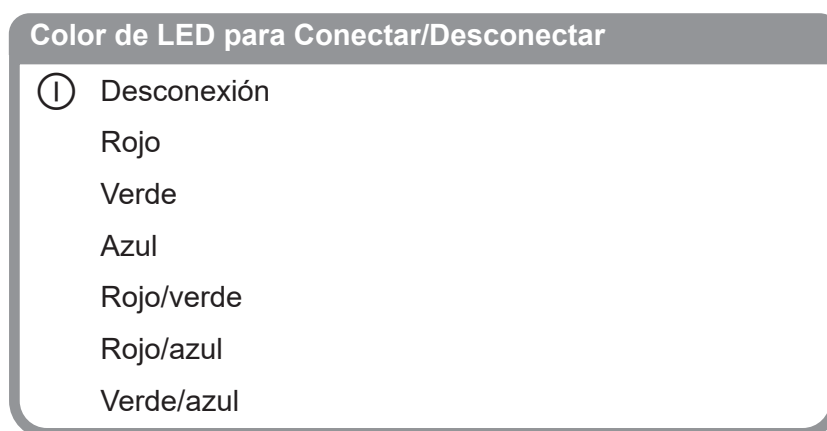 Color de LED para Conectar/Desconectar
Desconexión
Rojo
Verde
Azul
Rojo/verde
Rojo/azul
Verde/azul